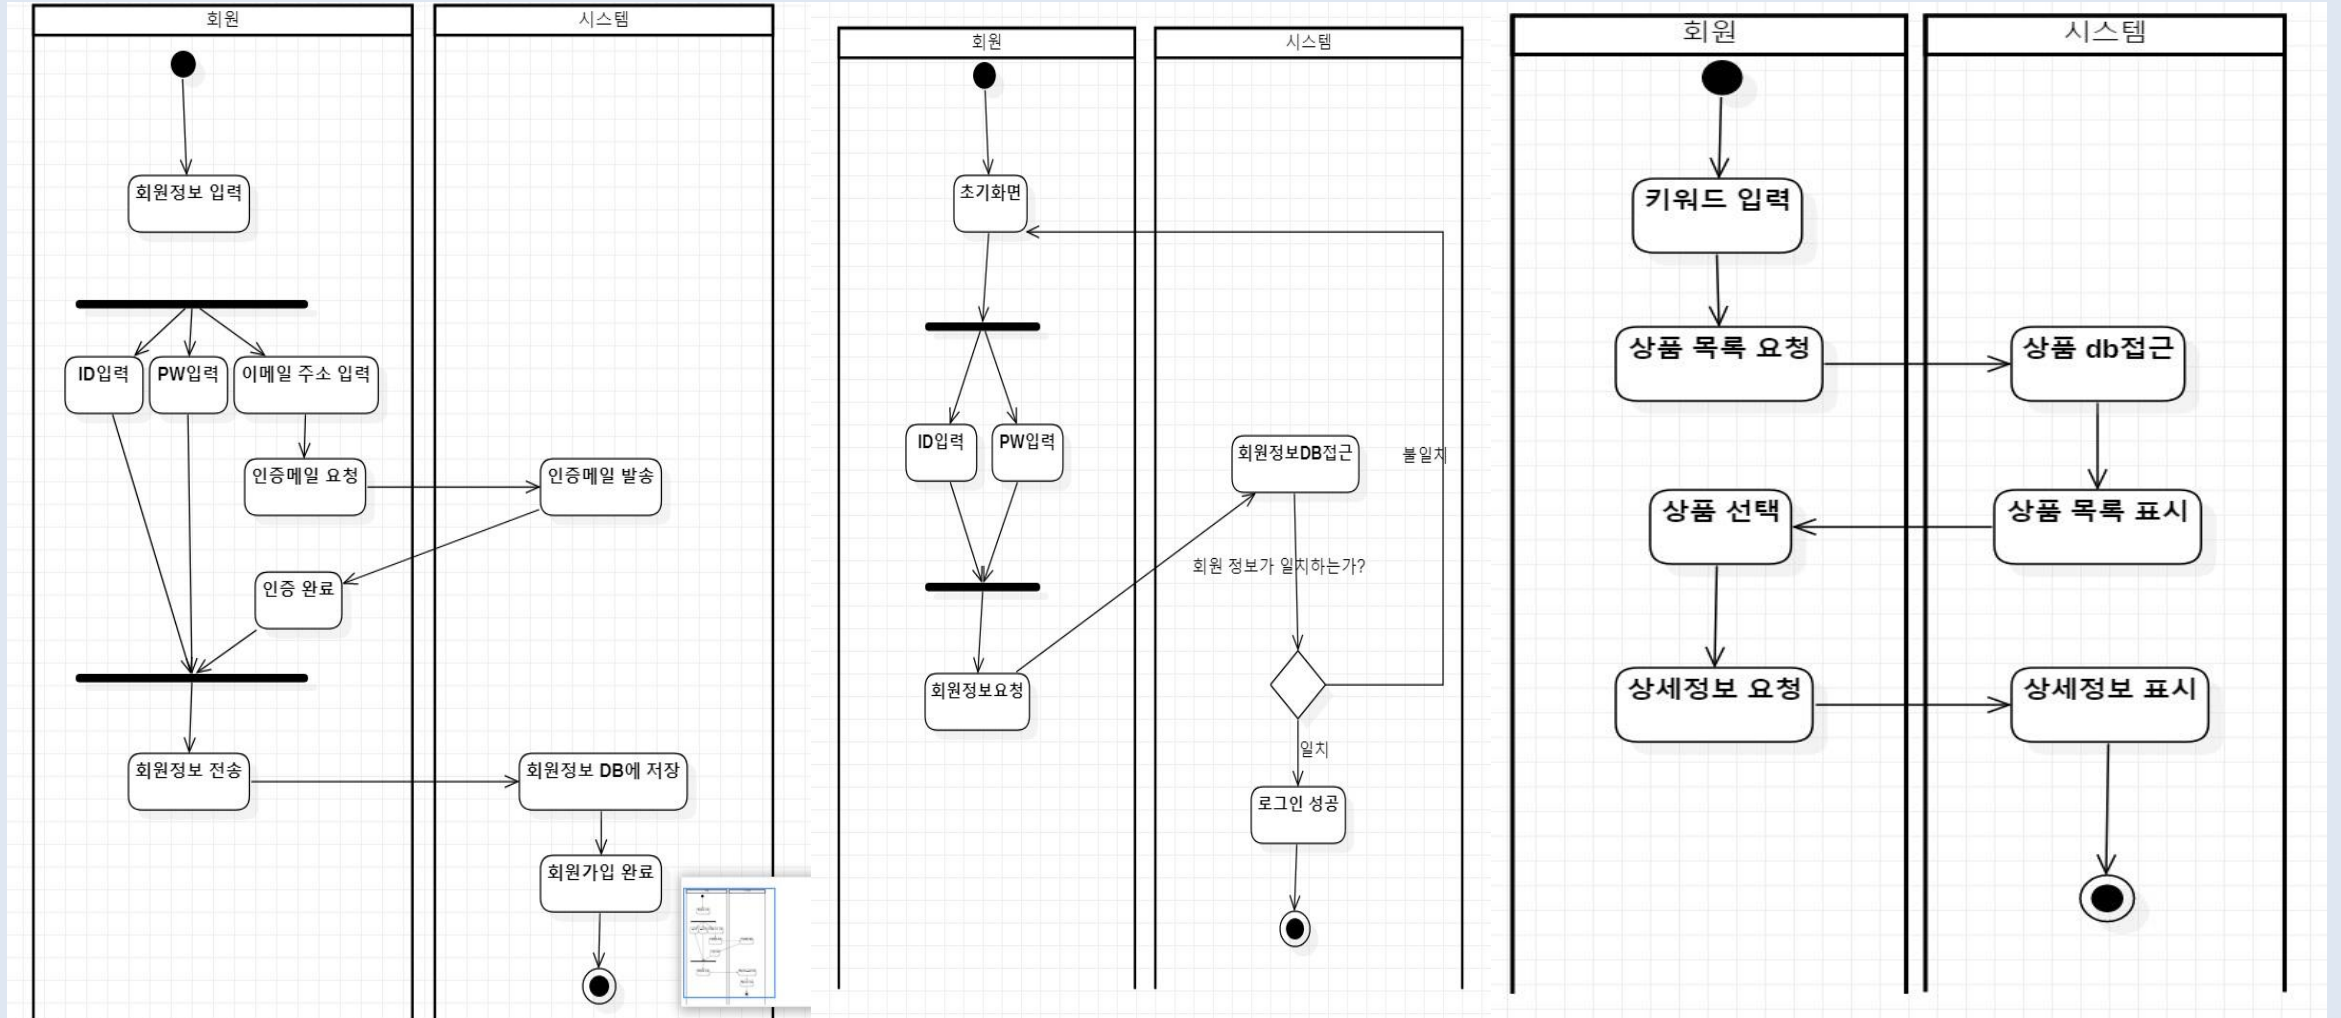 회원
시스템
회원정보 입력
ID입력
PW입력
이메일 주소 입력
인증메일 요청
인증메일 발송
인증 완료
회원정보 전송
회원정보 DB에 저장
회원가입 완료
회원
시스템
초기화면
ID입력
PW입력
회원정보DB접근
불일치
회원 정보가 일치하는가?
회원정보요청
일치
로그인 성공
회원
시스템
키워드 입력
상품 목록 요청
상품 db접근
상품 선택
상품 목록 표시
상세정보 요청
상세정보 표시